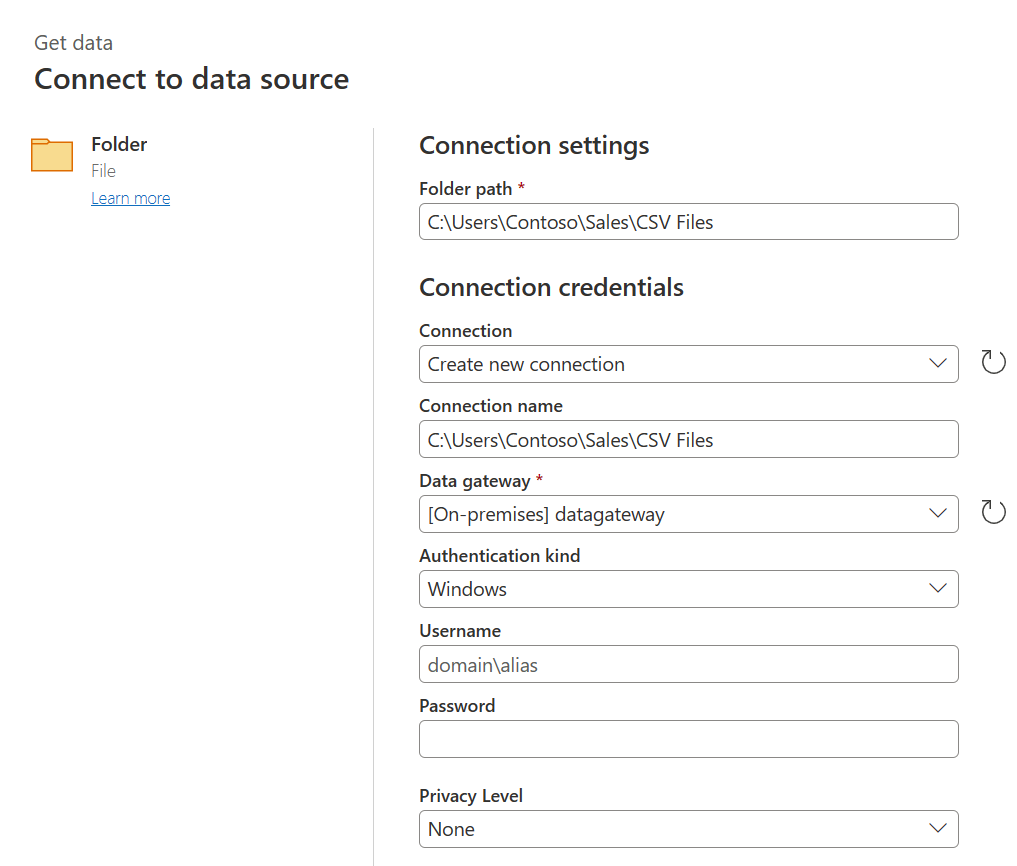 Get data
Connect to data source
Folder
File
Learn more
Connection settings
Folder path *
C:\Users\Contoso\Sales\CSV Files
Connection credentials
Connection
Create new connection
Connection name
C:\Users\Contoso\Sales\CSV Files
Data gateway *
[On-premises] datagateway
Authentication kind
Windows
Username
domain\alias
Password
Privacy Level
None